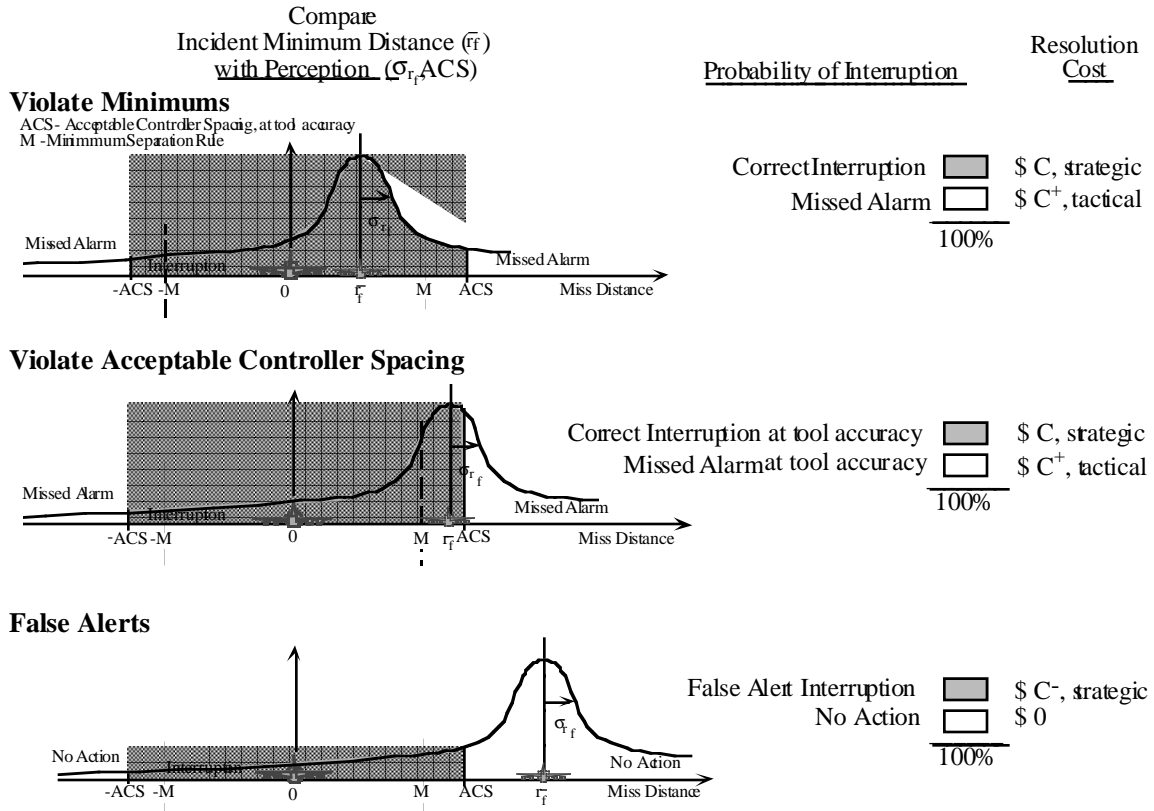 Compare
Incident Minimum Distance (r̄f)
with Perception (σrf,ACS)
Probability of Interruption
Resolution
Cost
Violate Minimums
ACS - Acceptable Controller Spacing, at tool accuracy
M - Minimmum Separation Rule
Correct Interruption
$ C, strategic
Missed Alarm
$ C+, tactical
100%
σrf
Missed Alarm
Interruption
Missed Alarm
-ACS -M 0 r̄f M ACS Miss Distance
Violate Acceptable Controller Spacing
Correct Interruption at tool accuracy
$ C, strategic
Missed Alarm at tool accuracy
$ C+, tactical
100%
σrf
Missed Alarm
Interruption
Missed Alarm
-ACS -M 0 M r̄f ACS Miss Distance
False Alerts
False Alert Interruption
$ C-, strategic
No Action
$ 0
100%
σrf
No Action
Interruption
No Action
-ACS -M 0 M ACS r̄f Miss Distance